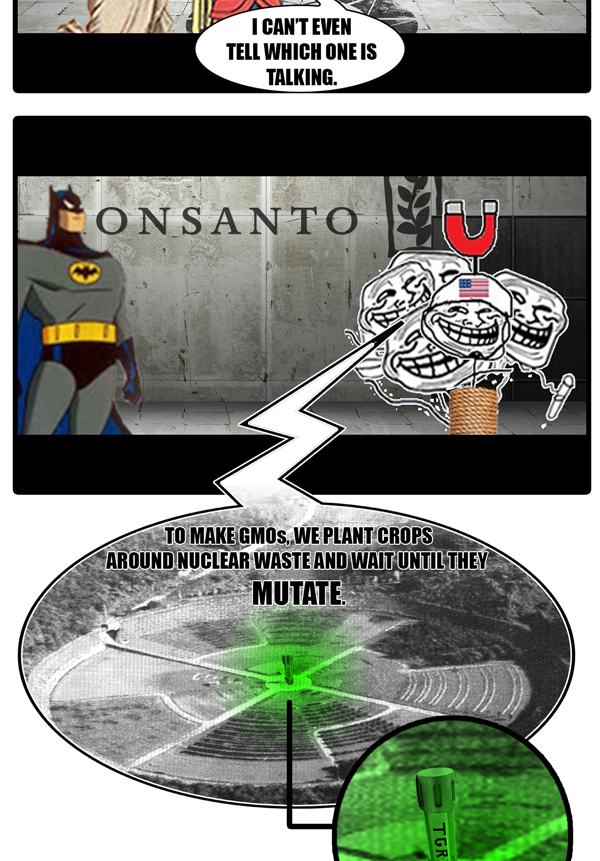 I CAN'T EVEN
TELL WHICH ONE IS
TALKING.
ONSANTO
TO MAKE GMOs, WE PLANT CROPS
AROUND NUCLEAR WASTE AND WAIT UNTIL THEY
MUTATE.
TGR